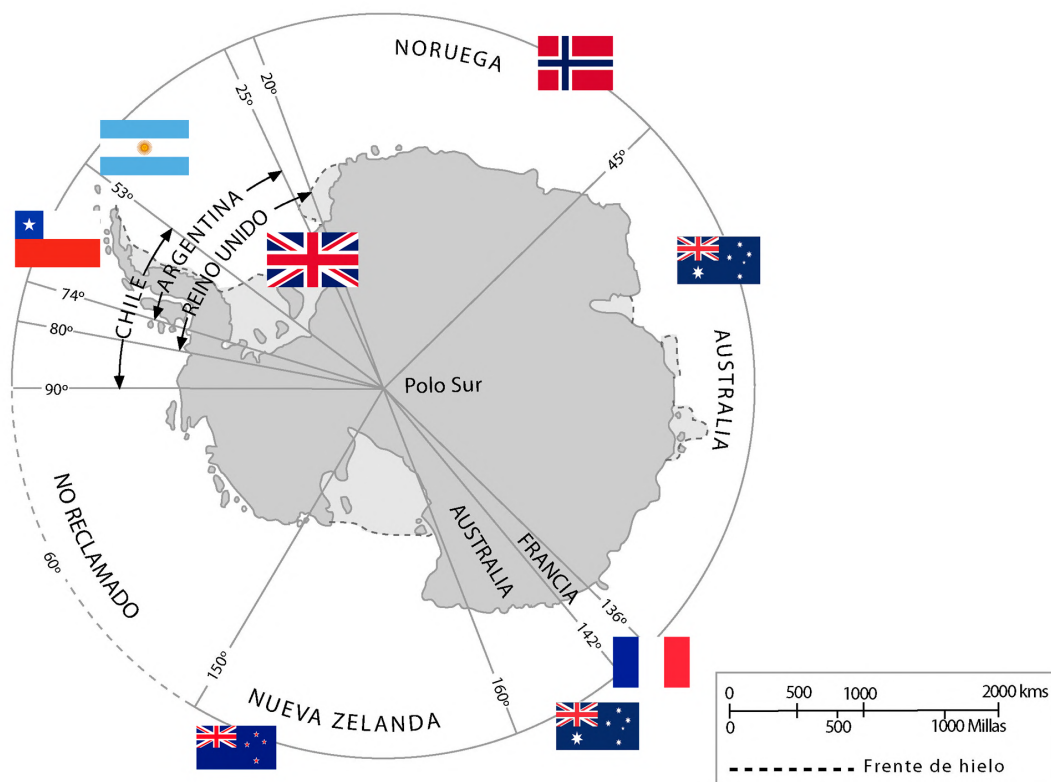 NORUEGA
20º
25º
45º
53º
ARGENTINA
REINO UNIDO
CHILE
74º
80º
90º
Polo Sur
AUSTRALIA
NO RECLAMADO
60º
AUSTRALIA
FRANCIA
136º
142º
150º
160º
NUEVA ZELANDA
0 500 1000 2000 kms
0 500 1000 Millas
Frente de hielo